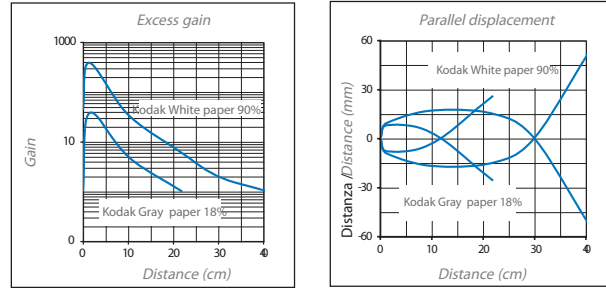 Excess gain
1000
10
0
Gain
Kodak White paper 90%
Kodak Gray paper 18%
0
10
20
30
40
Distance (cm)
Parallel displacement
60
30
0
-30
-60
Distanza /Distance (mm)
Kodak White paper 90%
Kodak Gray paper 18%
0
10
20
30
40
Distance (cm)